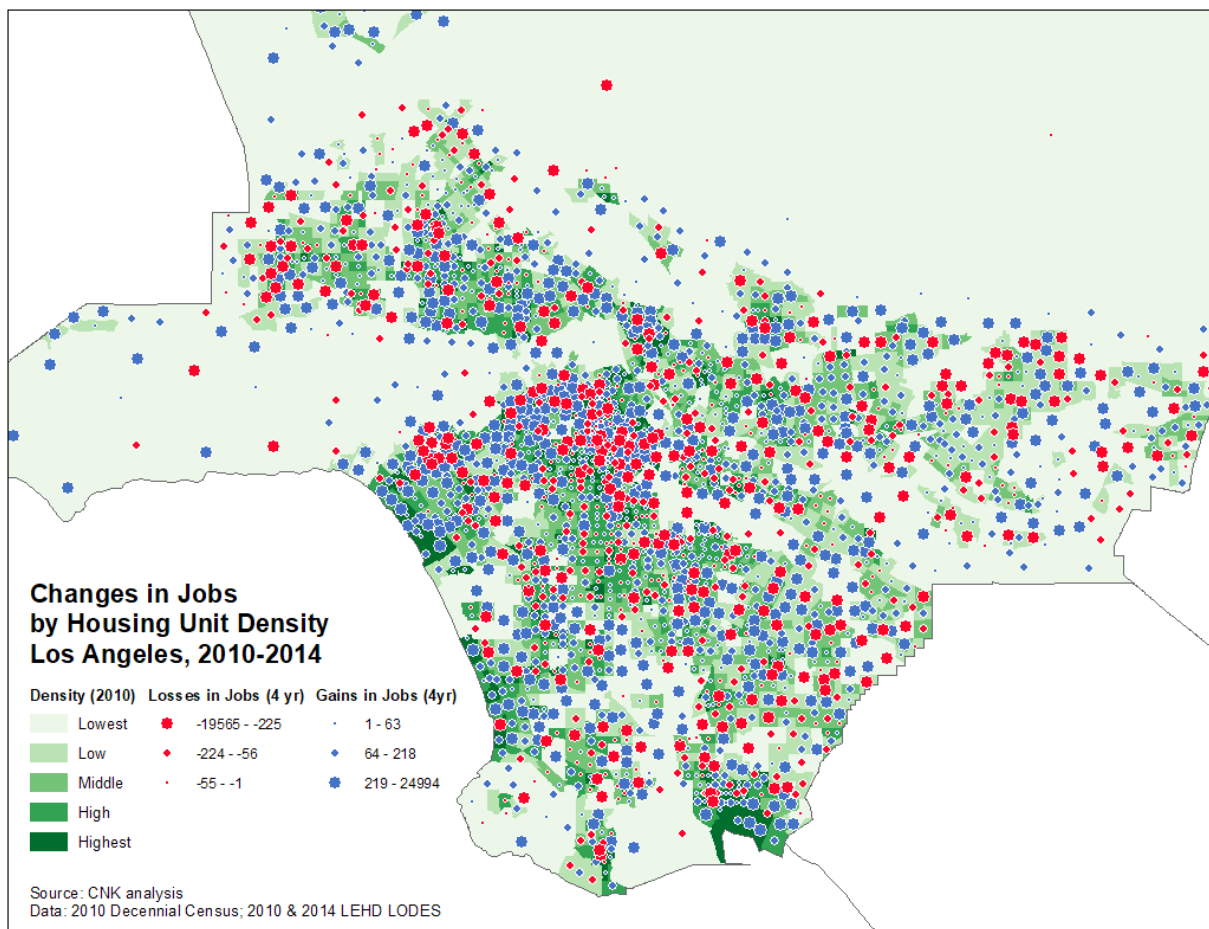 Changes in Jobs
by Housing Unit Density
Los Angeles, 2010-2014
Density (2010) Losses in Jobs (4 yr) Gains in Jobs (4yr)
Lowest -19565 - -225 1 - 63
Low -224 - -56 64 - 218
Middle -55 - -1 219 - 24994
High
Highest
Source: CNK analysis
Data: 2010 Decennial Census; 2010 & 2014 LEHD LODES